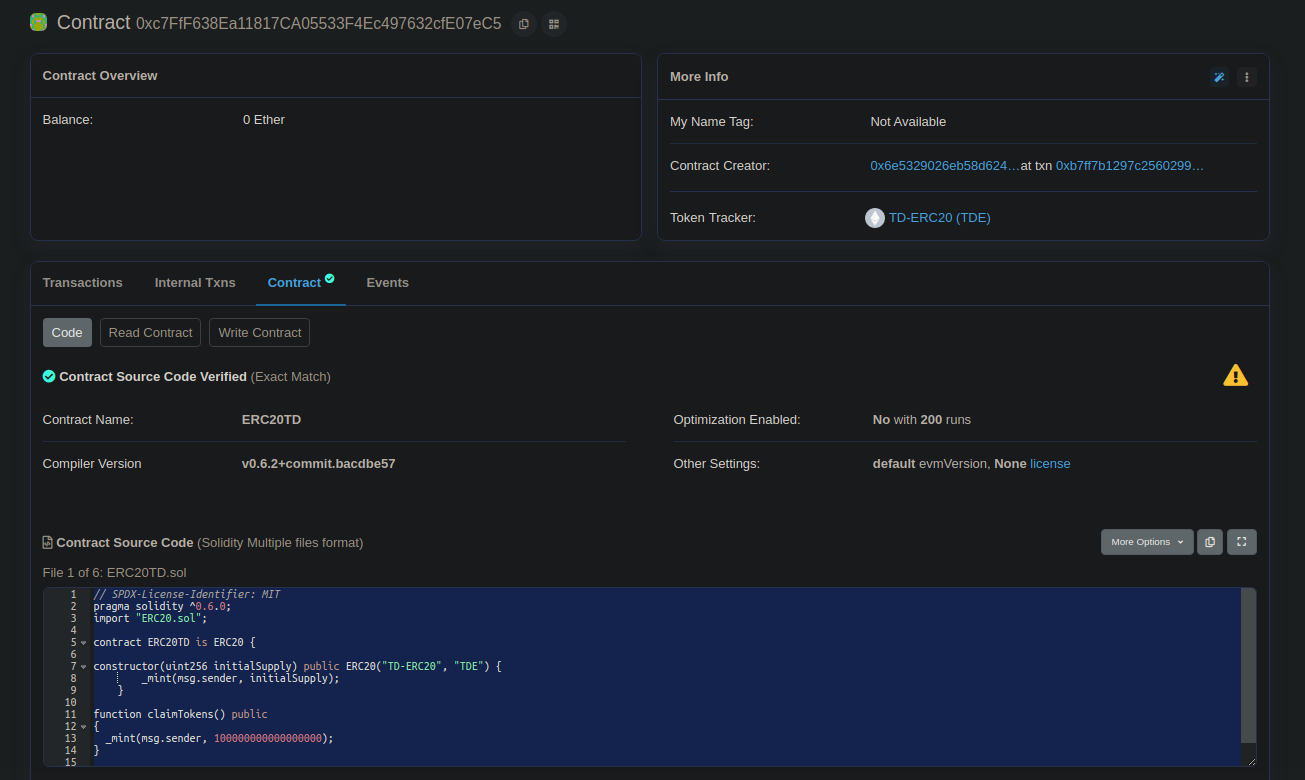 Contract 0xc7FfF638Ea11817CA05533F4Ec497632cfE07eC5
Contract Overview
Balance: 0 Ether
More Info
My Name Tag: Not Available
Contract Creator: 0x6e5329026eb58d624...at txn 0xb7ff7b1297c2560299...
Token Tracker: TD-ERC20 (TDE)
Transactions Internal Txns Contract Events
Code Read Contract Write Contract
Contract Source Code Verified (Exact Match)
Contract Name: ERC20TD
Optimization Enabled: No with 200 runs
Compiler Version v0.6.2+commit.bacdbe57
Other Settings: default evmVersion, None license
Contract Source Code (Solidity Multiple files format)
More Options
File 1 of 6: ERC20TD.sol
1 // SPDX-License-Identifier: MIT
2 pragma solidity ^0.6.0;
3 import "ERC20.sol";
4
5 contract ERC20TD is ERC20 {
6
7 constructor(uint256 initialSupply) public ERC20("TD-ERC20", "TDE") {
8 _mint(msg.sender, initialSupply);
9 }
10
11 function claimTokens() public
12 {
13 _mint(msg.sender, 100000000000000000);
14 }
15